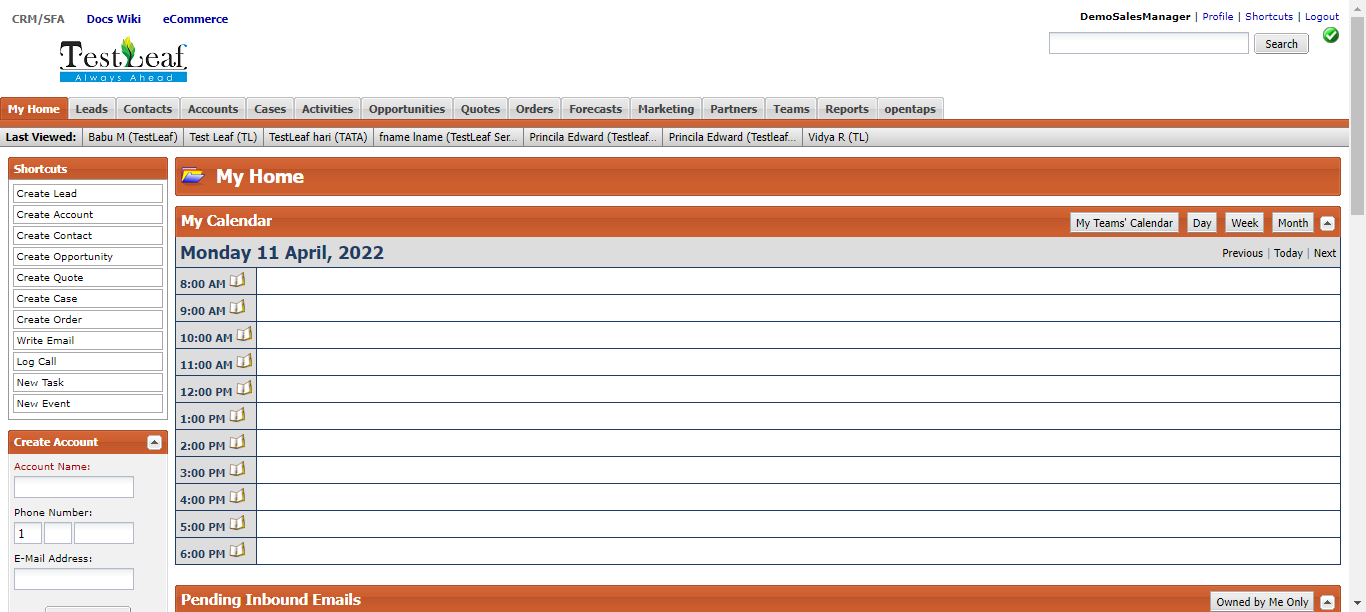 CRM/SFA Docs Wiki eCommerce
DemoSalesManager | Profile | Shortcuts | Logout
Search
TestLeaf
Always Ahead
My Home Leads Contacts Accounts Cases Activities Opportunities Quotes Orders Forecasts Marketing Partners Teams Reports opentaps
Last Viewed: Babu M (TestLeaf) Test Leaf (TL) TestLeaf hari (TATA) fname lname (TestLeaf Ser... Princila Edward (Testleaf... Princila Edward (Testleaf... Vidya R (TL)
Shortcuts
Create Lead
Create Account
Create Contact
Create Opportunity
Create Quote
Create Case
Create Order
Write Email
Log Call
New Task
New Event
Create Account
Account Name:
Phone Number:
1
E-Mail Address:
My Home
My Calendar My Teams' Calendar Day Week Month
Monday 11 April, 2022 Previous | Today | Next
8:00 AM
9:00 AM
10:00 AM
11:00 AM
12:00 PM
1:00 PM
2:00 PM
3:00 PM
4:00 PM
5:00 PM
6:00 PM
Pending Inbound Emails Owned by Me Only